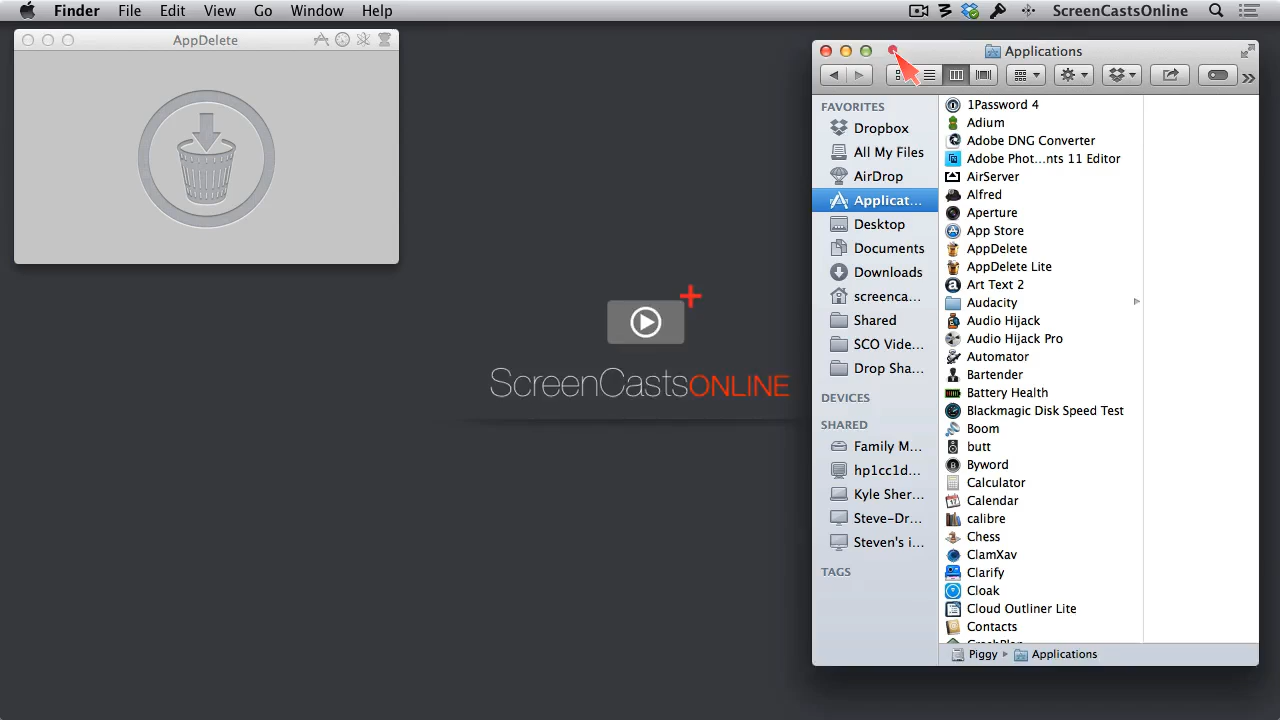 Finder File Edit View Go Window Help ScreenCastsOnline
AppDelete
Applications
FAVORITES
Dropbox
All My Files
AirDrop
Applicat...
Desktop
Documents
Downloads
screenca...
Shared
SCO Vide...
Drop Sha...
DEVICES
SHARED
Family M...
hp1cc1d...
Kyle Sher...
Steve-Dr...
Steven's i...
TAGS
1Password 4
Adium
Adobe DNG Converter
Adobe Phot...nts 11 Editor
AirServer
Alfred
Aperture
App Store
AppDelete
AppDelete Lite
Art Text 2
Audacity
Audio Hijack
Audio Hijack Pro
Automator
Bartender
Battery Health
Blackmagic Disk Speed Test
Boom
butt
Byword
Calculator
Calendar
calibre
Chess
ClamXav
Clarify
Cloak
Cloud Outliner Lite
Contacts
Piggy Applications
ScreenCastsONLINE